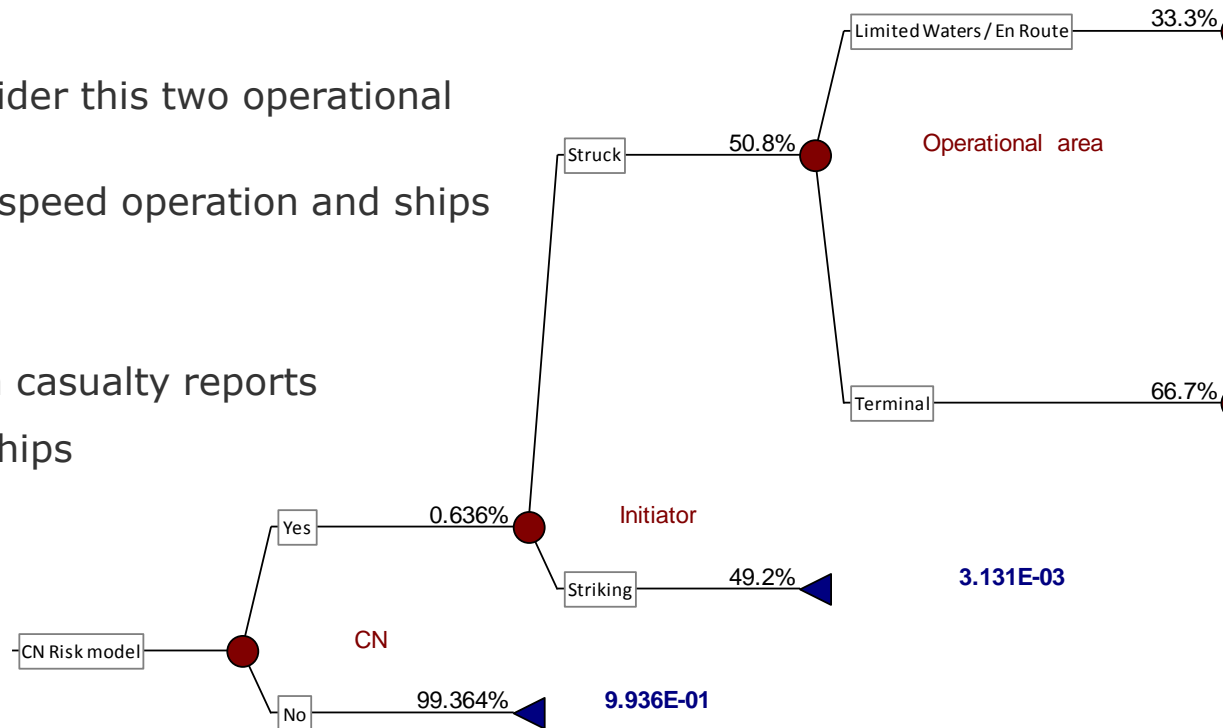 Limited Waters / En Route 33.3%
ider this two operational
Struck 50.8% Operational area
speed operation and ships
casualty reports
Terminal 66.7%
hips
Yes 0.636% Initiator
Striking 49.2% 3.131E-03
CN Risk model CN
No 99.364% 9.936E-01